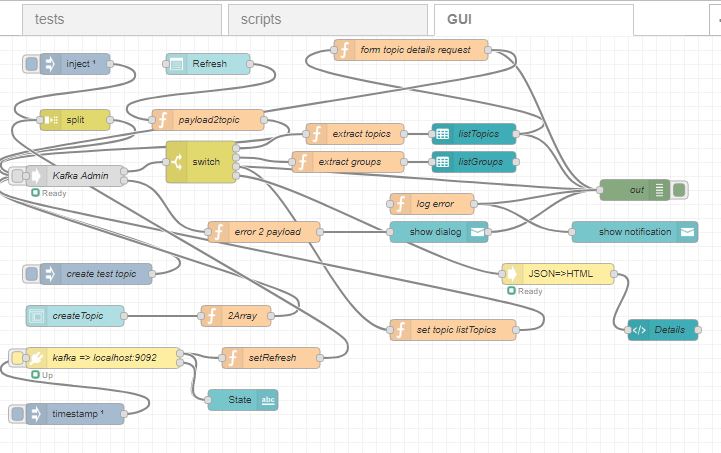 tests scripts GUI
form topic details request
inject ¹ Refresh
split payload2topic
extract topics listTopics
switch
extract groups listGroups
Kafka Admin
Ready
out
log error
error 2 payload show dialog show notification
create test topic JSON=>HTML
Ready
createTopic 2Array
set topic listTopics Details
kafka => localhost:9092 setRefresh
Up
State abc
timestamp ¹